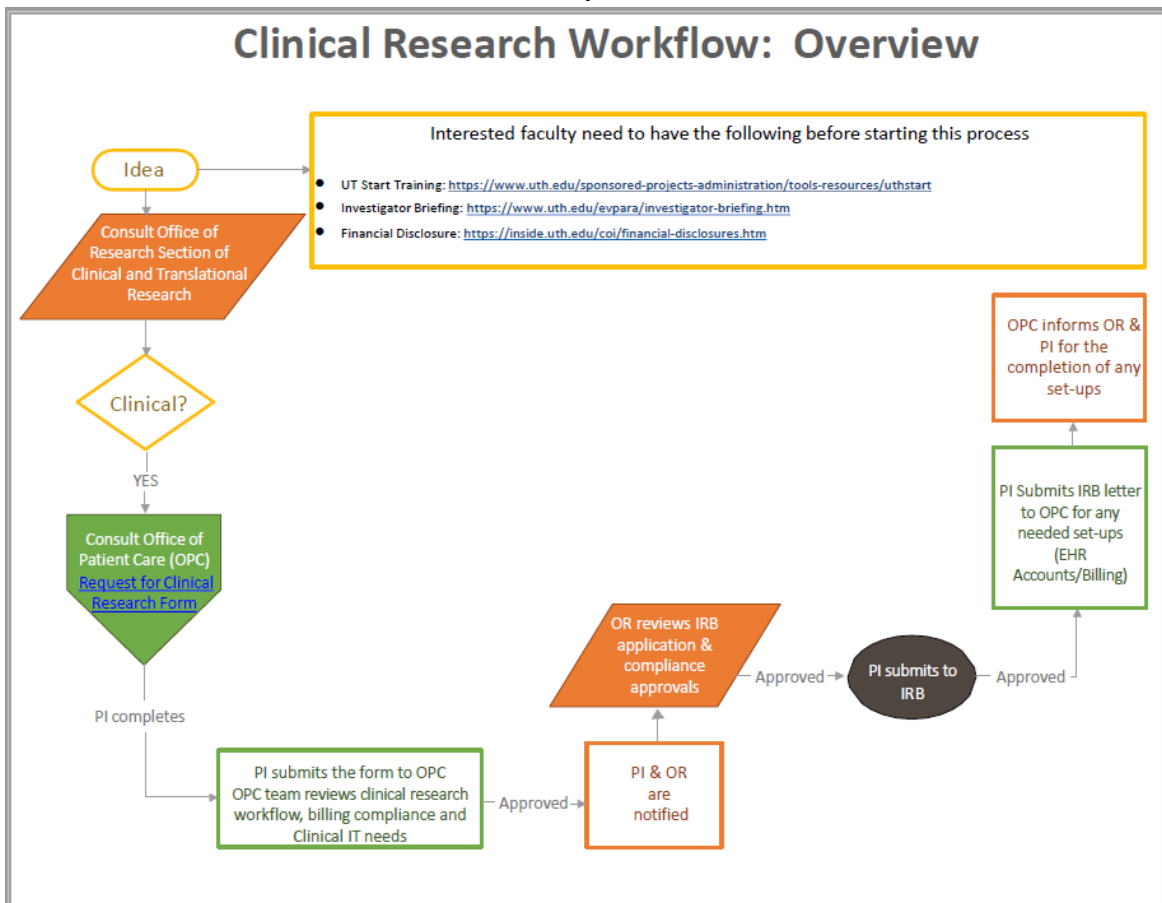 Clinical Research Workflow: Overview
Interested faculty need to have the following before starting this process
● UT Start Training: https://www.uth.edu/sponsored-projects-administration/tools-resources/uthstart
● Investigator Briefing: https://www.uth.edu/evpara/investigator-briefing.htm
● Financial Disclosure: https://inside.uth.edu/coi/financial-disclosures.htm
Idea
Consult Office of
Research Section of
Clinical and Translational
Research
Clinical?
YES
Consult Office of
Patient Care (OPC)
Request for Clinical
Research Form
PI completes
PI submits the form to OPC
OPC team reviews clinical research
workflow, billing compliance and
Clinical IT needs
Approved
PI & OR
are
notified
OR reviews IRB
application &
compliance
approvals
Approved
PI submits to
IRB
Approved
PI Submits IRB letter
to OPC for any
needed set-ups
(EHR
Accounts/Billing)
OPC informs OR &
PI for the
completion of any
set-ups